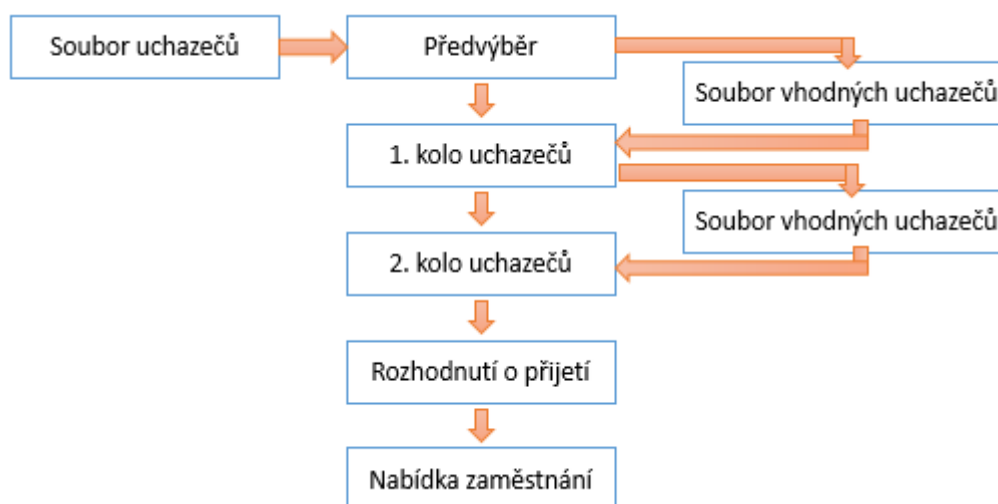 Soubor uchazečů
Předvýběr
Soubor vhodných uchazečů
1. kolo uchazečů
Soubor vhodných uchazečů
2. kolo uchazečů
Rozhodnutí o přijetí
Nabídka zaměstnání